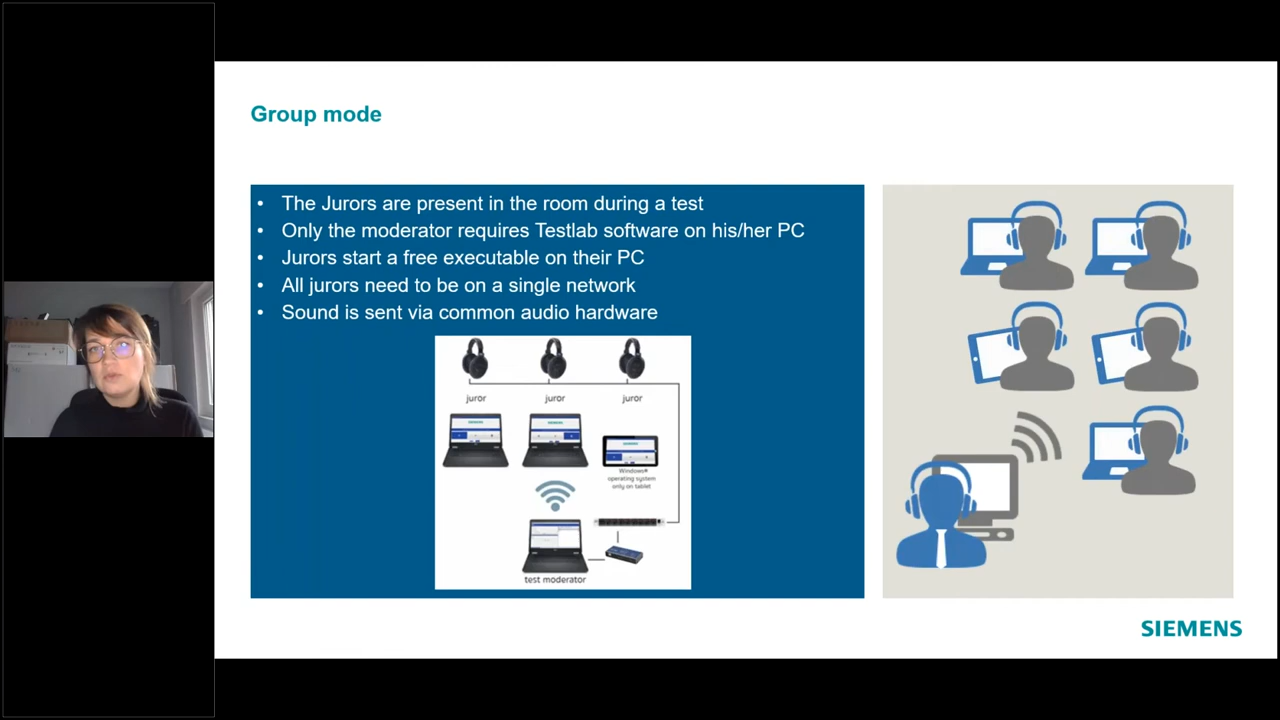 Group mode
• The Jurors are present in the room during a test
• Only the moderator requires Testlab software on his/her PC
• Jurors start a free executable on their PC
• All jurors need to be on a single network
• Sound is sent via common audio hardware
juror juror juror
Windows®
operating system
only on tablet
test moderator
SIEMENS